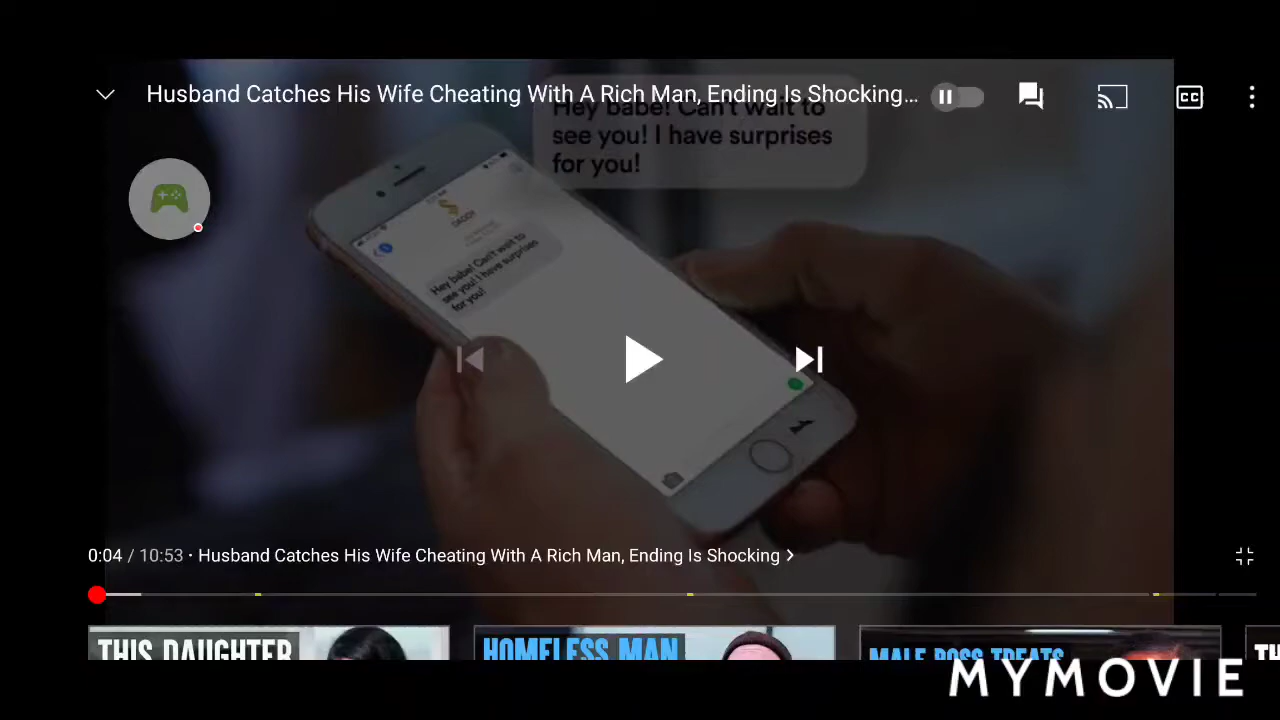 Husband Catches His Wife Cheating With A Rich Man, Ending Is Shocking...
CC
Hey babe! Can't wait to
see you! I have surprises
for you!
DADDY
Hey babe! Can't wait to
see you! I have surprises
for you!
0:04 / 10:53 · Husband Catches His Wife Cheating With A Rich Man, Ending Is Shocking
THIS DAUGHTER
HOMELESS MAN
MALE BOSS TREATS
MYMOVIE